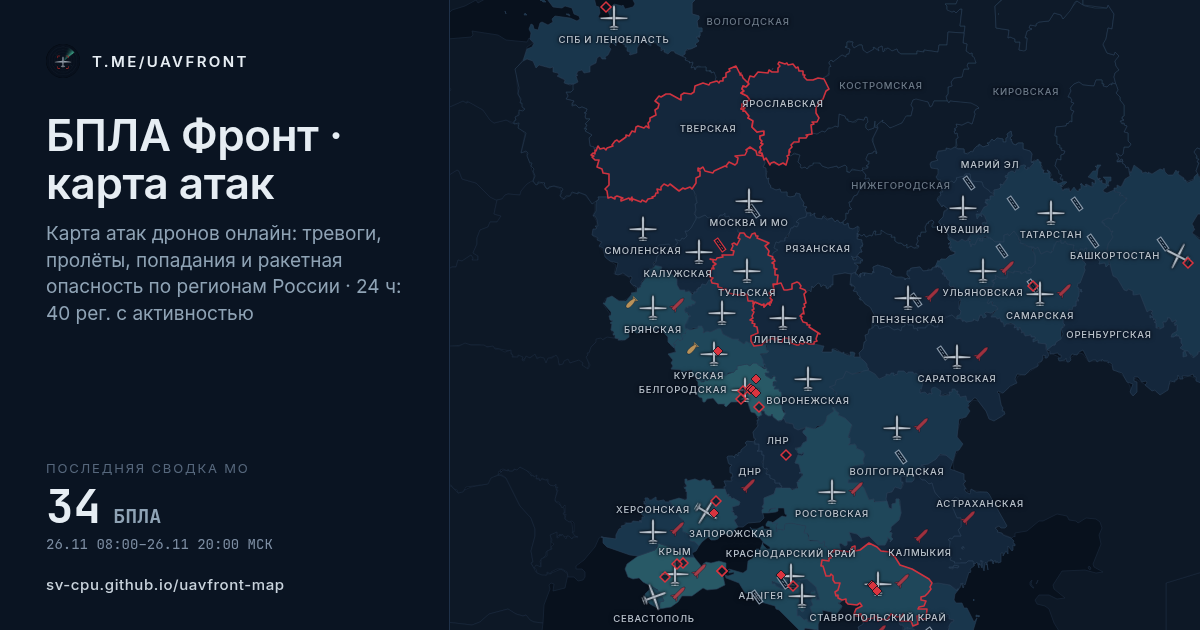 T.ME/UAVFRONT
БПЛА Фронт ·
карта атак
Карта атак дронов онлайн: тревоги,
пролёты, попадания и ракетная
опасность по регионам России · 24 ч:
40 рег. с активностью
ПОСЛЕДНЯЯ СВОДКА МО
34 БПЛА
26.11 08:00–26.11 20:00 МСК
sv-cpu.github.io/uavfront-map
ВОЛОГОДСКАЯ
СПБ И ЛЕНОБЛАСТЬ
КОСТРОМСКАЯ
КИРОВСКАЯ
ЯРОСЛАВСКАЯ
ТВЕРСКАЯ
МАРИЙ ЭЛ
НИЖЕГОРОДСКАЯ
МОСКВА И МО
ЧУВАШИЯ
ТАТАРСТАН
СМОЛЕНСКАЯ
РЯЗАНСКАЯ
БАШКОРТОСТАН
КАЛУЖСКАЯ
ТУЛЬСКАЯ
УЛЬЯНОВСКАЯ
САМАРСКАЯ
ПЕНЗЕНСКАЯ
БРЯНСКАЯ
ОРЕНБУРГСКАЯ
ЛИПЕЦКАЯ
КУРСКАЯ
САРАТОВСКАЯ
БЕЛГОРОДСКАЯ
ВОРОНЕЖСКАЯ
ЛНР
ДНР
ВОЛГОГРАДСКАЯ
АСТРАХАНСКАЯ
ХЕРСОНСКАЯ
РОСТОВСКАЯ
ЗАПОРОЖСКАЯ
КРЫМ
КРАСНОДАРСКИЙ КРАЙ
КАЛМЫКИЯ
АДЫГЕЯ
СЕВАСТОПОЛЬ
СТАВРОПОЛЬСКИЙ КРАЙ